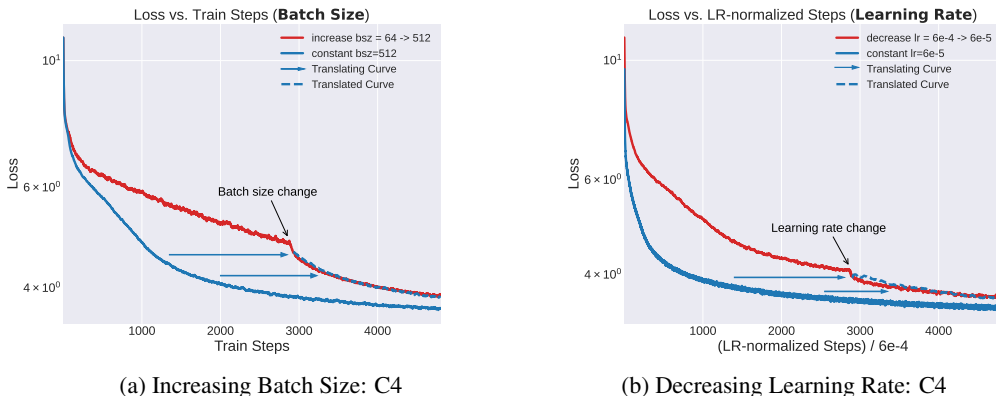 Loss vs. Train Steps (Batch Size)
increase bsz = 64 -> 512
constant bsz=512
Translating Curve
Translated Curve
10¹
6 × 10⁰
4 × 10⁰
Loss
Batch size change
1000 2000 3000 4000
Train Steps
(a) Increasing Batch Size: C4
Loss vs. LR-normalized Steps (Learning Rate)
decrease lr = 6e-4 -> 6e-5
constant lr=6e-5
Translating Curve
Translated Curve
10¹
6 × 10⁰
4 × 10⁰
Loss
Learning rate change
1000 2000 3000 4000
(LR-normalized Steps) / 6e-4
(b) Decreasing Learning Rate: C4